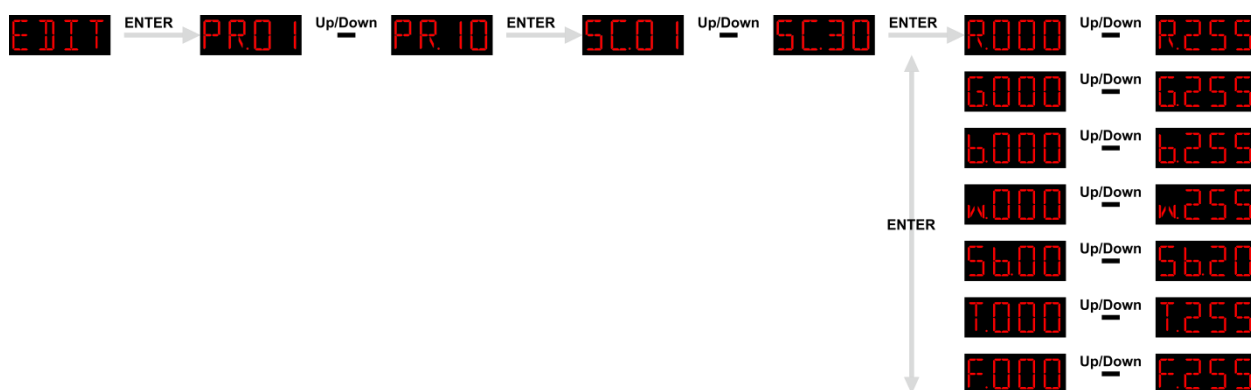 EDIT ENTER PR.01 Up/Down PR.10 ENTER SC.01 Up/Down SC.30 ENTER R.000 Up/Down R.255
G.000 Up/Down G.255
b.000 Up/Down b.255
w.000 Up/Down w.255
ENTER
Sb.00 Up/Down Sb.20
T.000 Up/Down T.255
F.000 Up/Down F.255